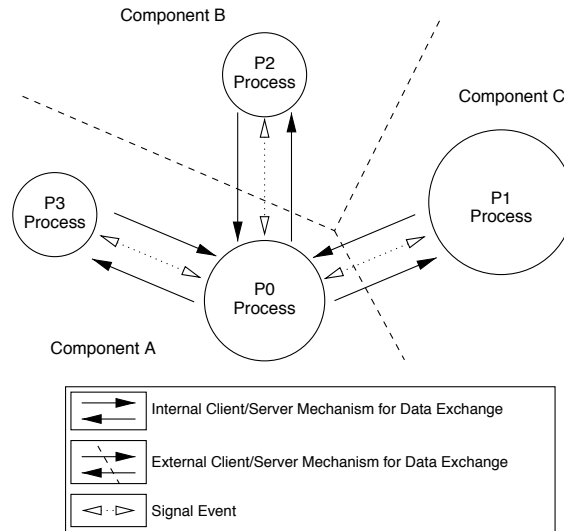 Component B
P2
Process
Component C
P3
Process
P1
Process
P0
Process
Component A
Internal Client/Server Mechanism for Data Exchange
External Client/Server Mechanism for Data Exchange
Signal Event